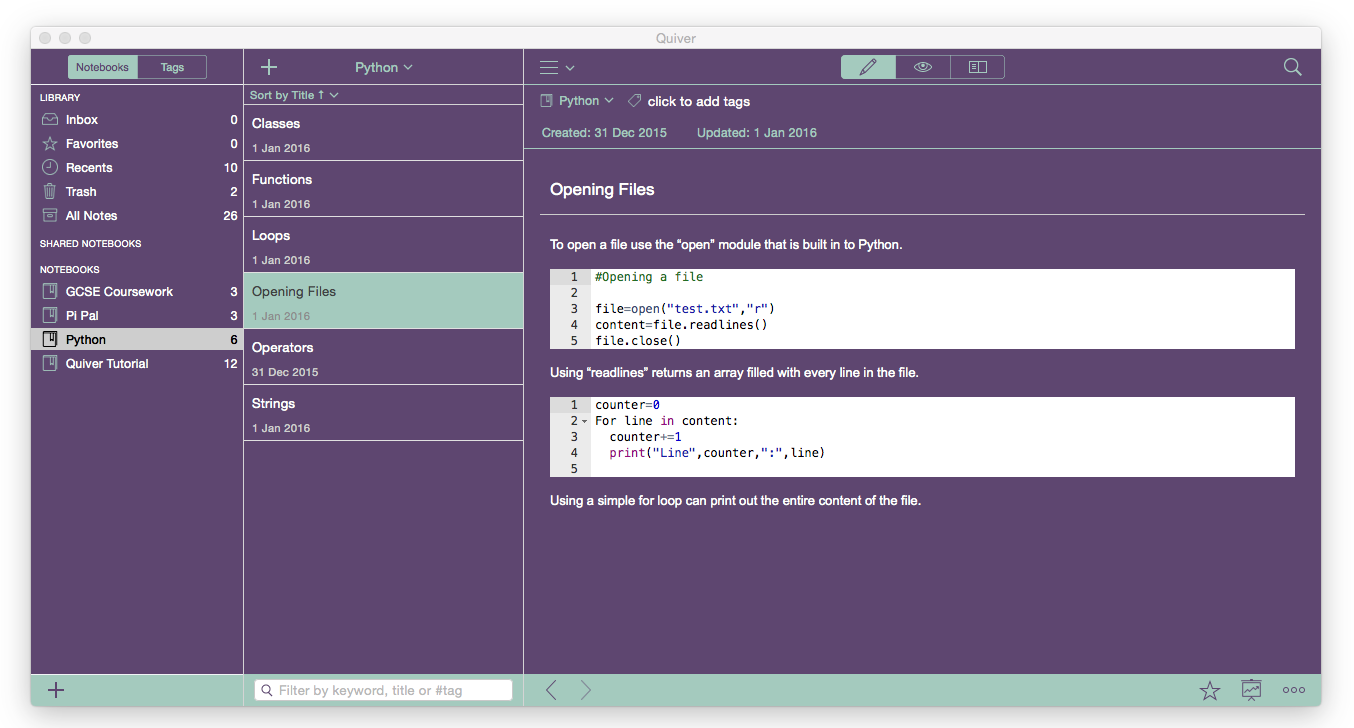 Quiver
Notebooks Tags
LIBRARY
Inbox 0
Favorites 0
Recents 10
Trash 2
All Notes 26
SHARED NOTEBOOKS
NOTEBOOKS
GCSE Coursework 3
Pi Pal 3
Python 6
Quiver Tutorial 12
Python
Sort by Title ↑
Classes
1 Jan 2016
Functions
1 Jan 2016
Loops
1 Jan 2016
Opening Files
1 Jan 2016
Operators
31 Dec 2015
Strings
1 Jan 2016
Filter by keyword, title or #tag
Python click to add tags
Created: 31 Dec 2015 Updated: 1 Jan 2016
Opening Files
To open a file use the “open” module that is built in to Python.
1 #Opening a file
2
3 file=open("test.txt","r")
4 content=file.readlines()
5 file.close()
Using “readlines” returns an array filled with every line in the file.
1 counter=0
2 For line in content:
3 counter+=1
4 print("Line",counter,":",line)
5
Using a simple for loop can print out the entire content of the file.